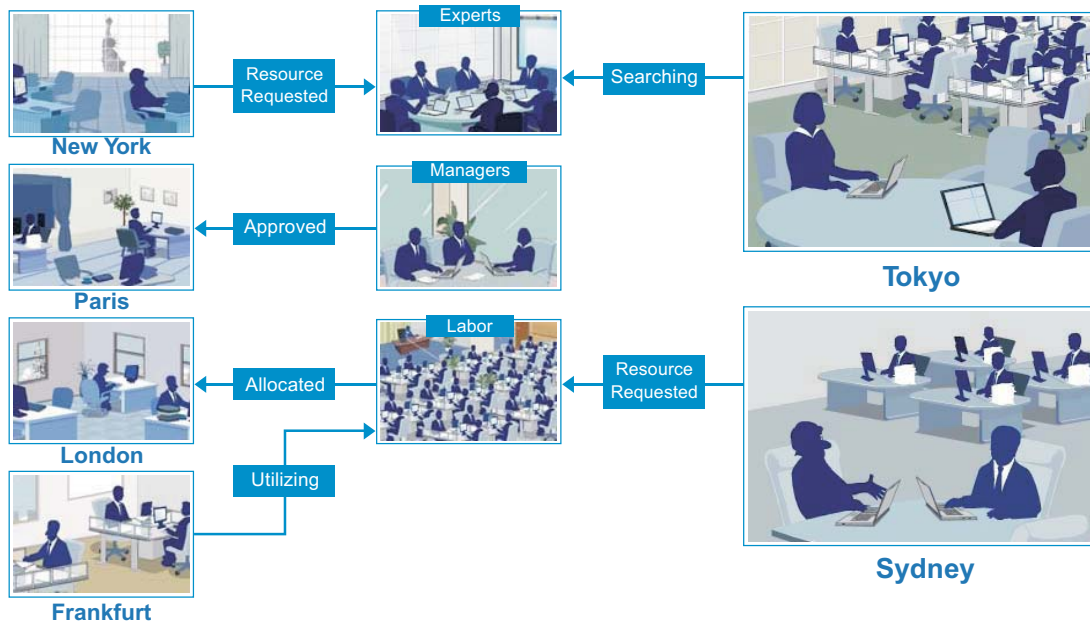 Experts
Resource
Requested
Searching
New York
Managers
Approved
Paris
Tokyo
Labor
Allocated
Resource
Requested
London
Utilizing
Sydney
Frankfurt